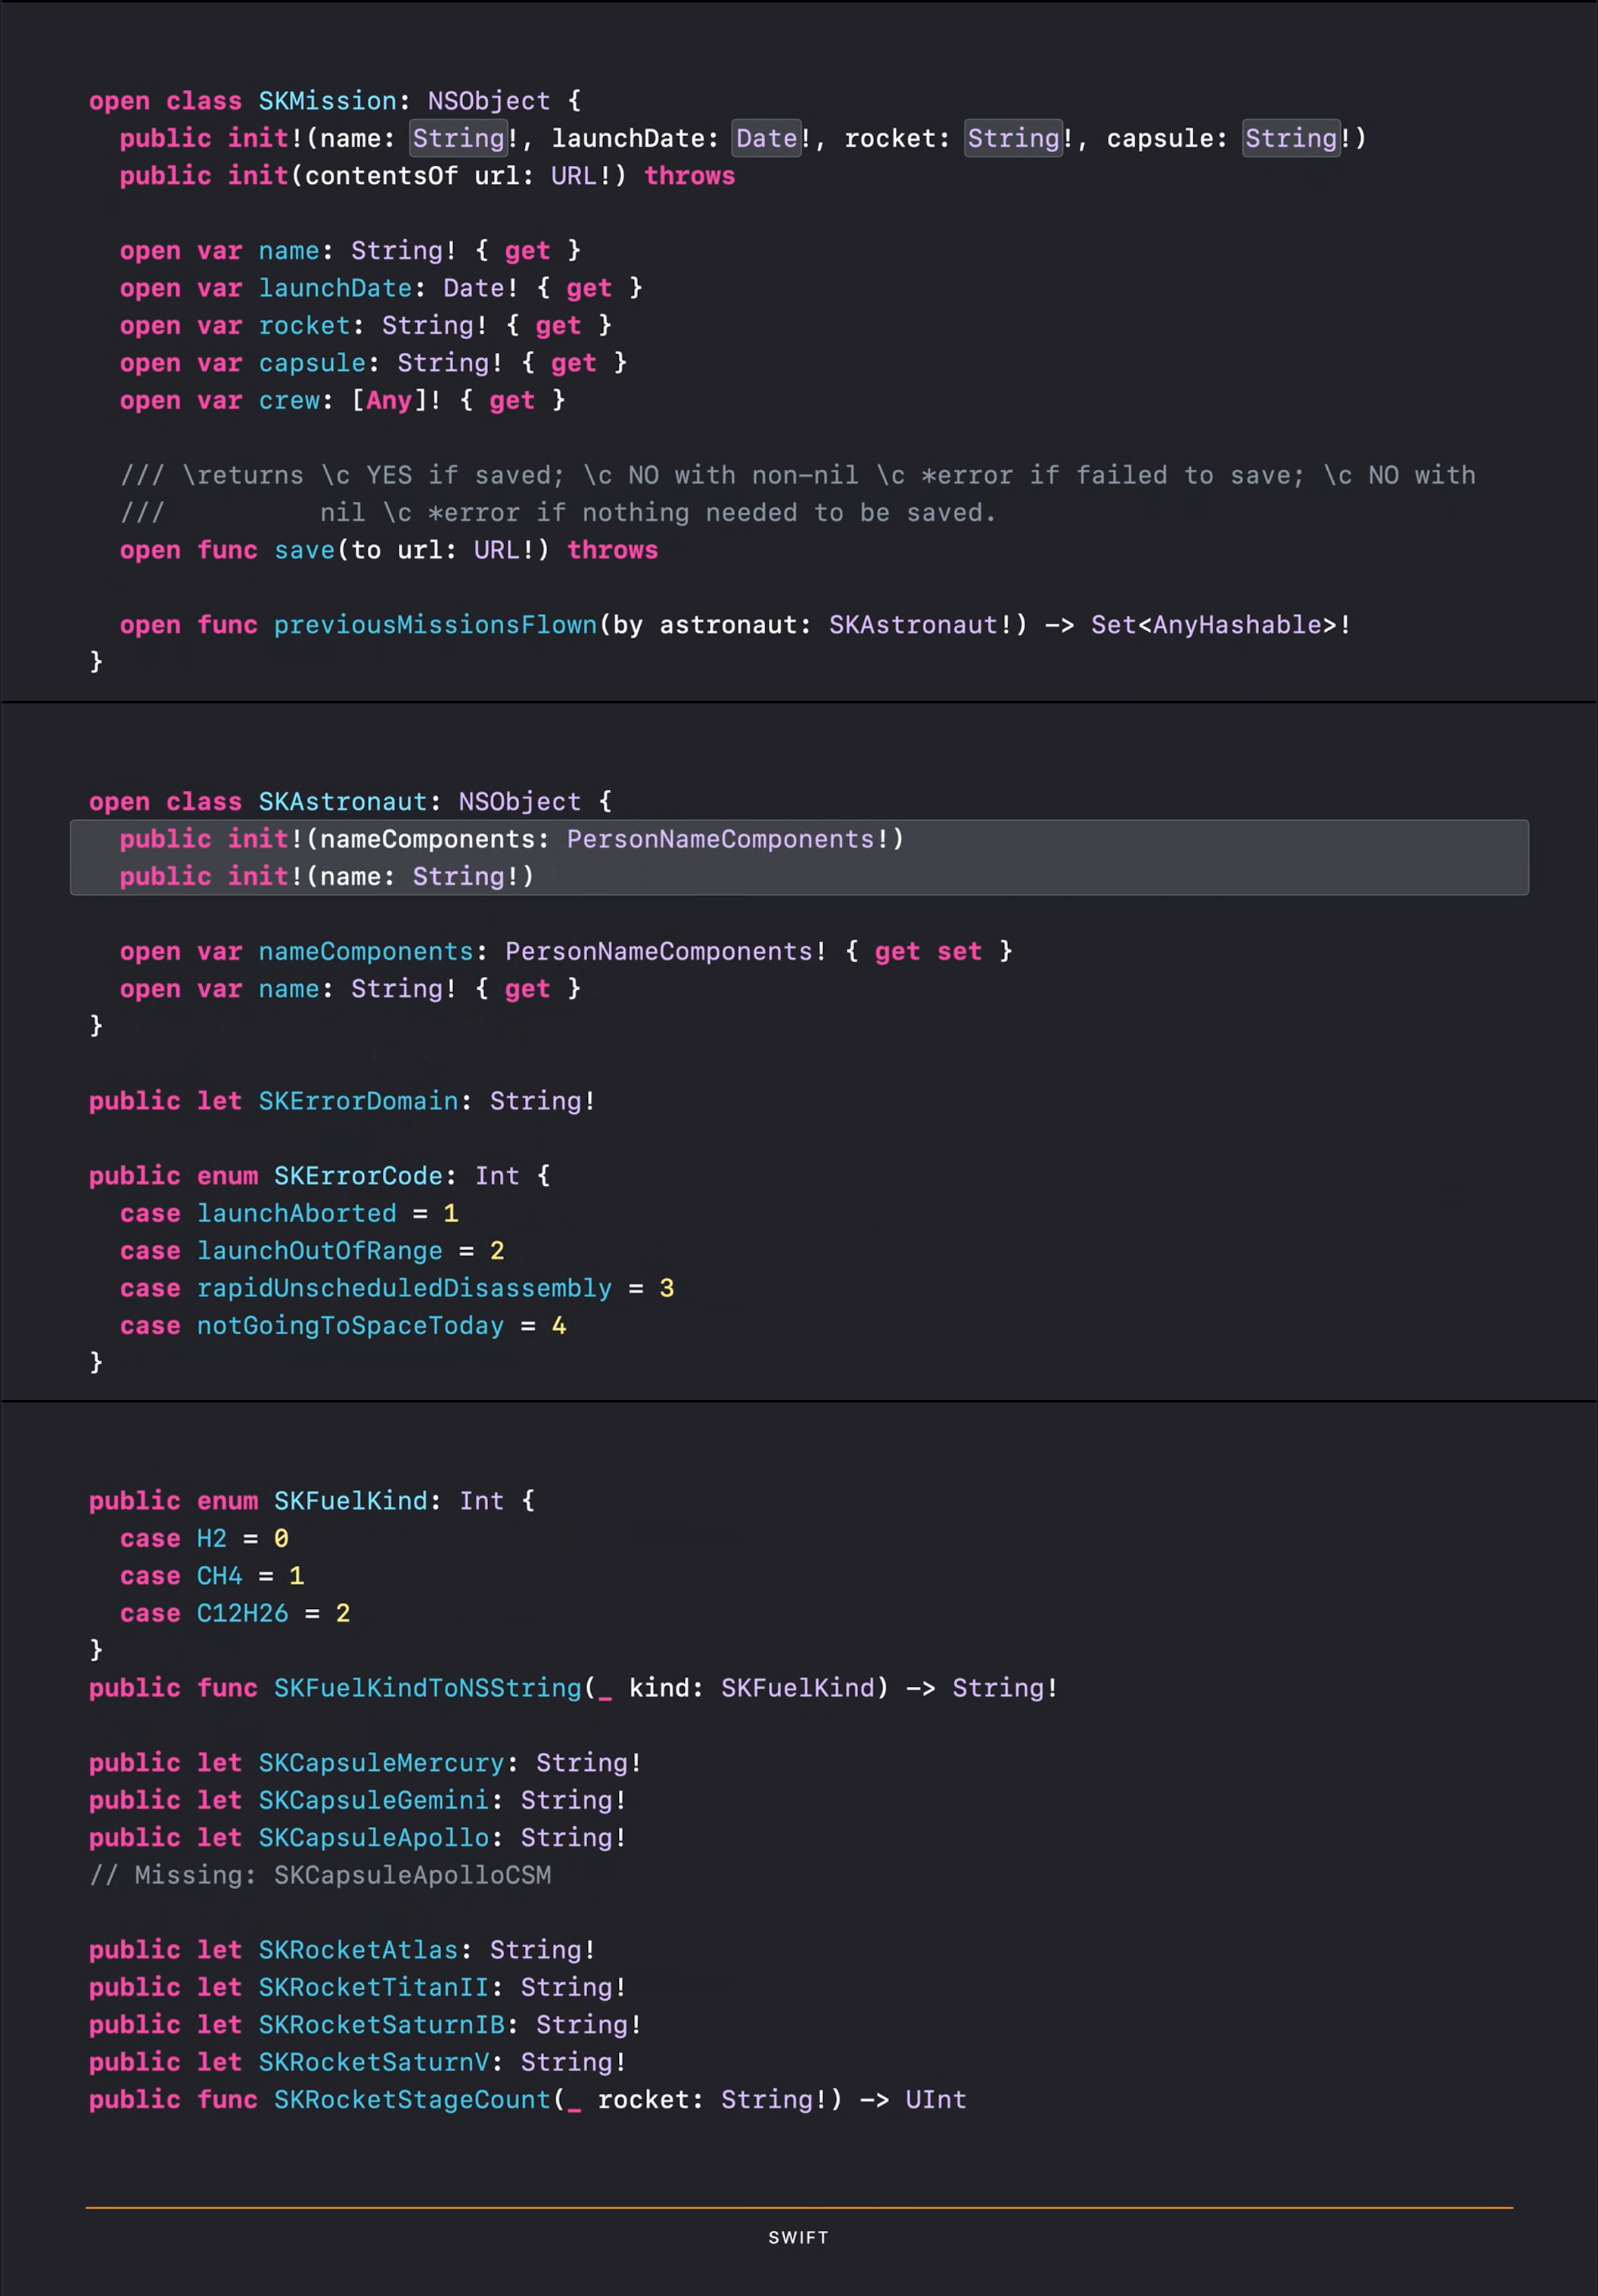 open class SKMission: NSObject {
  public init!(name: String!, launchDate: Date!, rocket: String!, capsule: String!)
  public init(contentsOf url: URL!) throws

  open var name: String! { get }
  open var launchDate: Date! { get }
  open var rocket: String! { get }
  open var capsule: String! { get }
  open var crew: [Any]! { get }

  /// \returns \c YES if saved; \c NO with non-nil \c *error if failed to save; \c NO with
  ///          nil \c *error if nothing needed to be saved.
  open func save(to url: URL!) throws

  open func previousMissionsFlown(by astronaut: SKAstronaut!) -> Set<AnyHashable>!
}

open class SKAstronaut: NSObject {
  public init!(nameComponents: PersonNameComponents!)
  public init!(name: String!)

  open var nameComponents: PersonNameComponents! { get set }
  open var name: String! { get }
}

public let SKErrorDomain: String!

public enum SKErrorCode: Int {
  case launchAborted = 1
  case launchOutOfRange = 2
  case rapidUnscheduledDisassembly = 3
  case notGoingToSpaceToday = 4
}

public enum SKFuelKind: Int {
  case H2 = 0
  case CH4 = 1
  case C12H26 = 2
}
public func SKFuelKindToNSString(_ kind: SKFuelKind) -> String!

public let SKCapsuleMercury: String!
public let SKCapsuleGemini: String!
public let SKCapsuleApollo: String!
// Missing: SKCapsuleApolloCSM

public let SKRocketAtlas: String!
public let SKRocketTitanII: String!
public let SKRocketSaturnIB: String!
public let SKRocketSaturnV: String!
public func SKRocketStageCount(_ rocket: String!) -> UInt

SWIFT